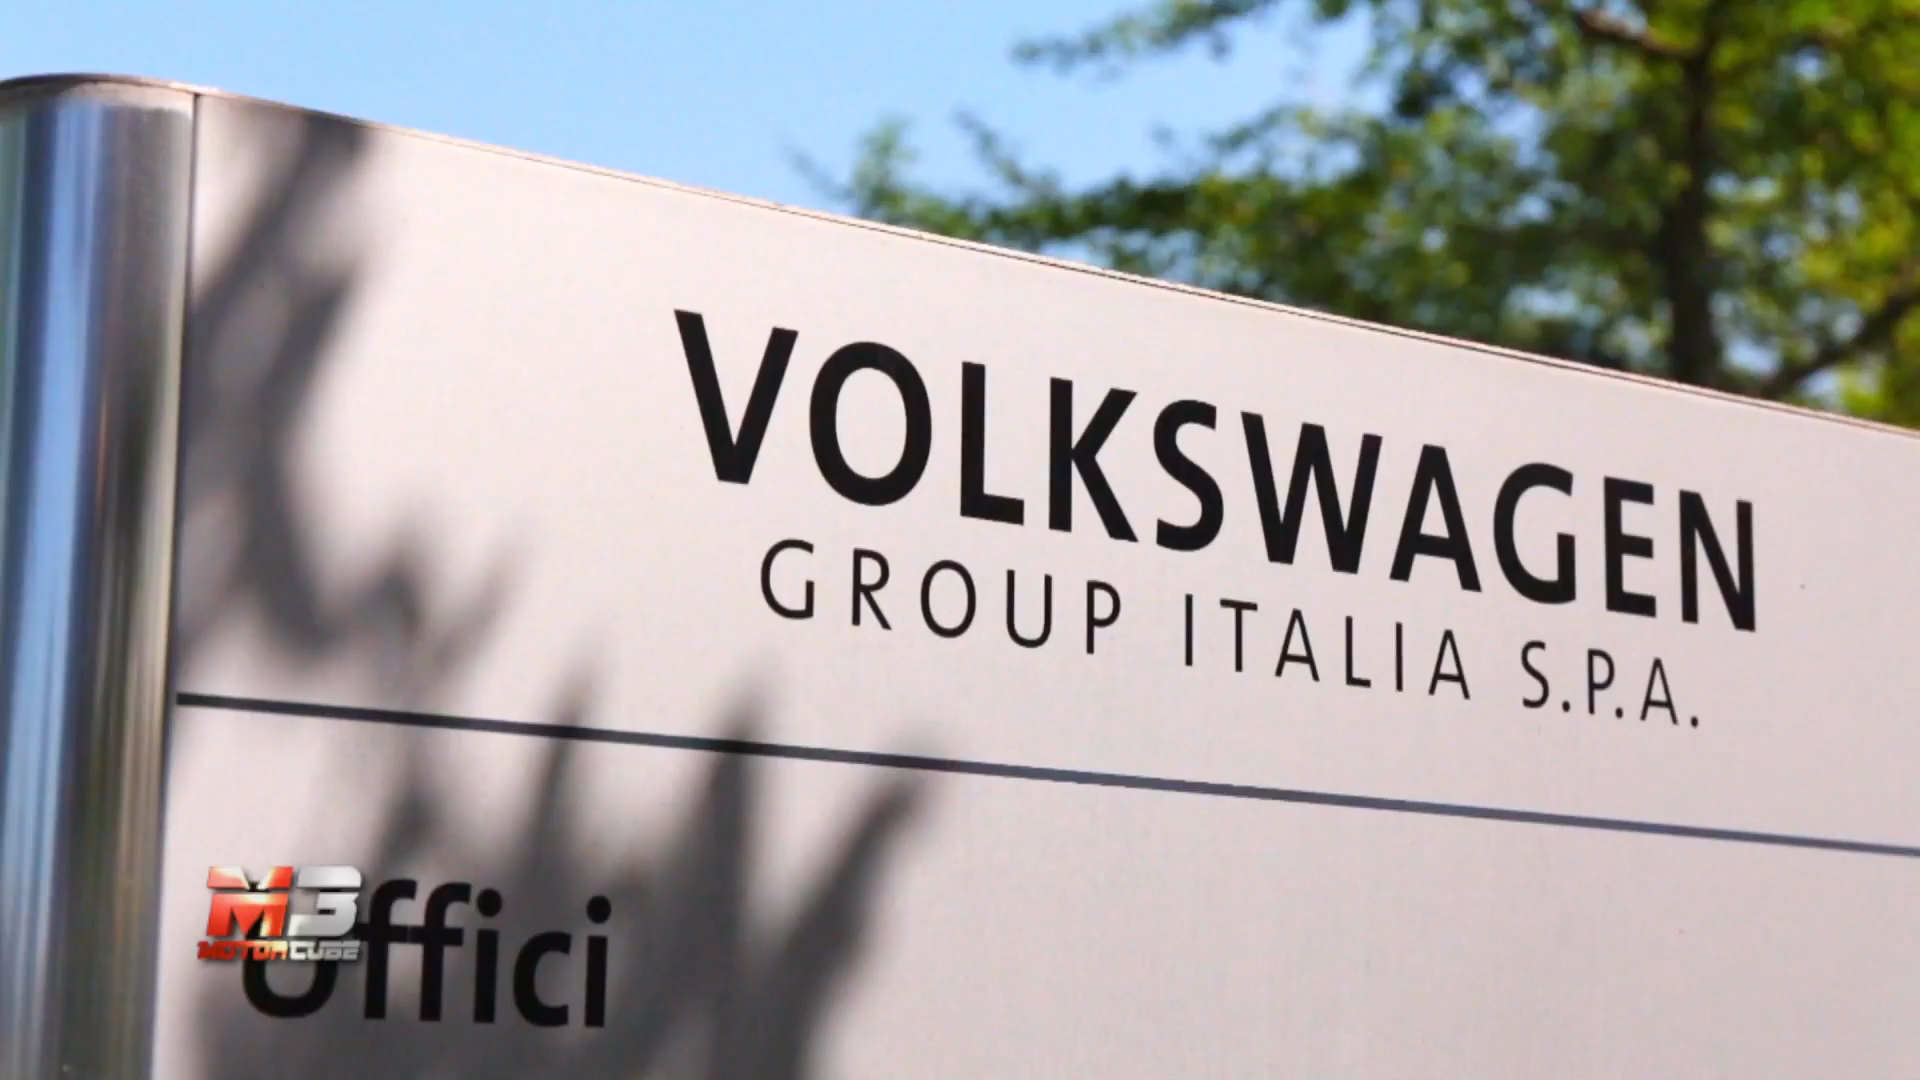 VOLKSWAGEN
GROUP ITALIA S.P.A.
Uffici
M3
MOTORCUBE